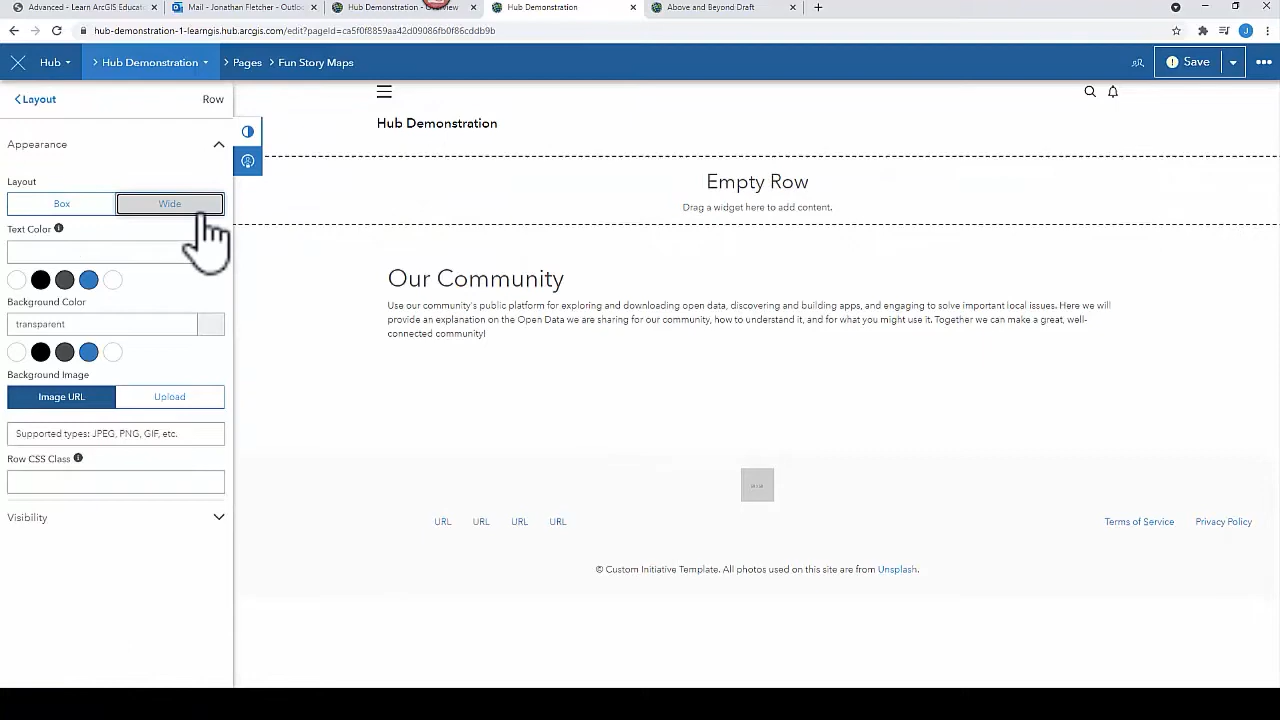 Advanced - Learn ArcGIS Educat
Mail - Jonathan Fletcher - Outlo
Hub Demonstration -
Hub Demonstration
Above and Beyond Draft
hub-demonstration-1-learngis.hub.arcgis.com/edit?pageId=ca5f0f8859aa42d09086fb0f86cddb9b
Hub
Hub Demonstration
Pages
Fun Story Maps
Save
Layout
Row
Appearance
Layout
Box
Wide
Text Color
Background Color
transparent
Background Image
Image URL
Upload
Supported types: JPEG, PNG, GIF, etc.
Row CSS Class
Visibility
Hub Demonstration
Empty Row
Drag a widget here to add content.
Our Community
Use our community's public platform for exploring and downloading open data, discovering and building apps, and engaging to solve important local issues. Here we will
provide an explanation on the Open Data we are sharing for our community, how to understand it, and for what you might use it. Together we can make a great, well-
connected community!
URL URL URL URL
Terms of Service Privacy Policy
© Custom Initiative Template. All photos used on this site are from Unsplash.